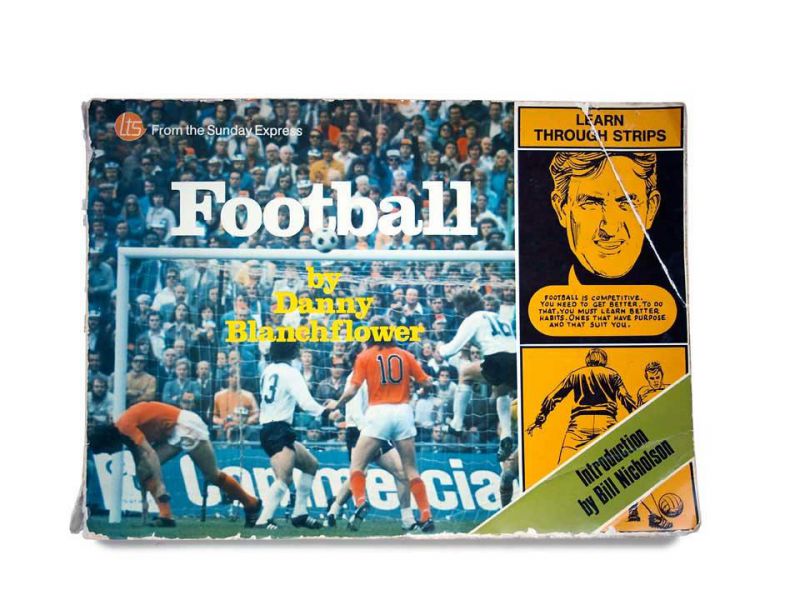 Lts From the Sunday Express
Football
by
Danny
Blanchflower
13
10
16
Commercia
LEARN
THROUGH STRIPS
FOOTBALL IS COMPETITIVE.
YOU NEED TO GET BETTER. TO DO
THAT, YOU MUST LEARN BETTER
HABITS. ONES THAT HAVE PURPOSE
AND THAT SUIT YOU.
Introduction
by Bill Nicholson